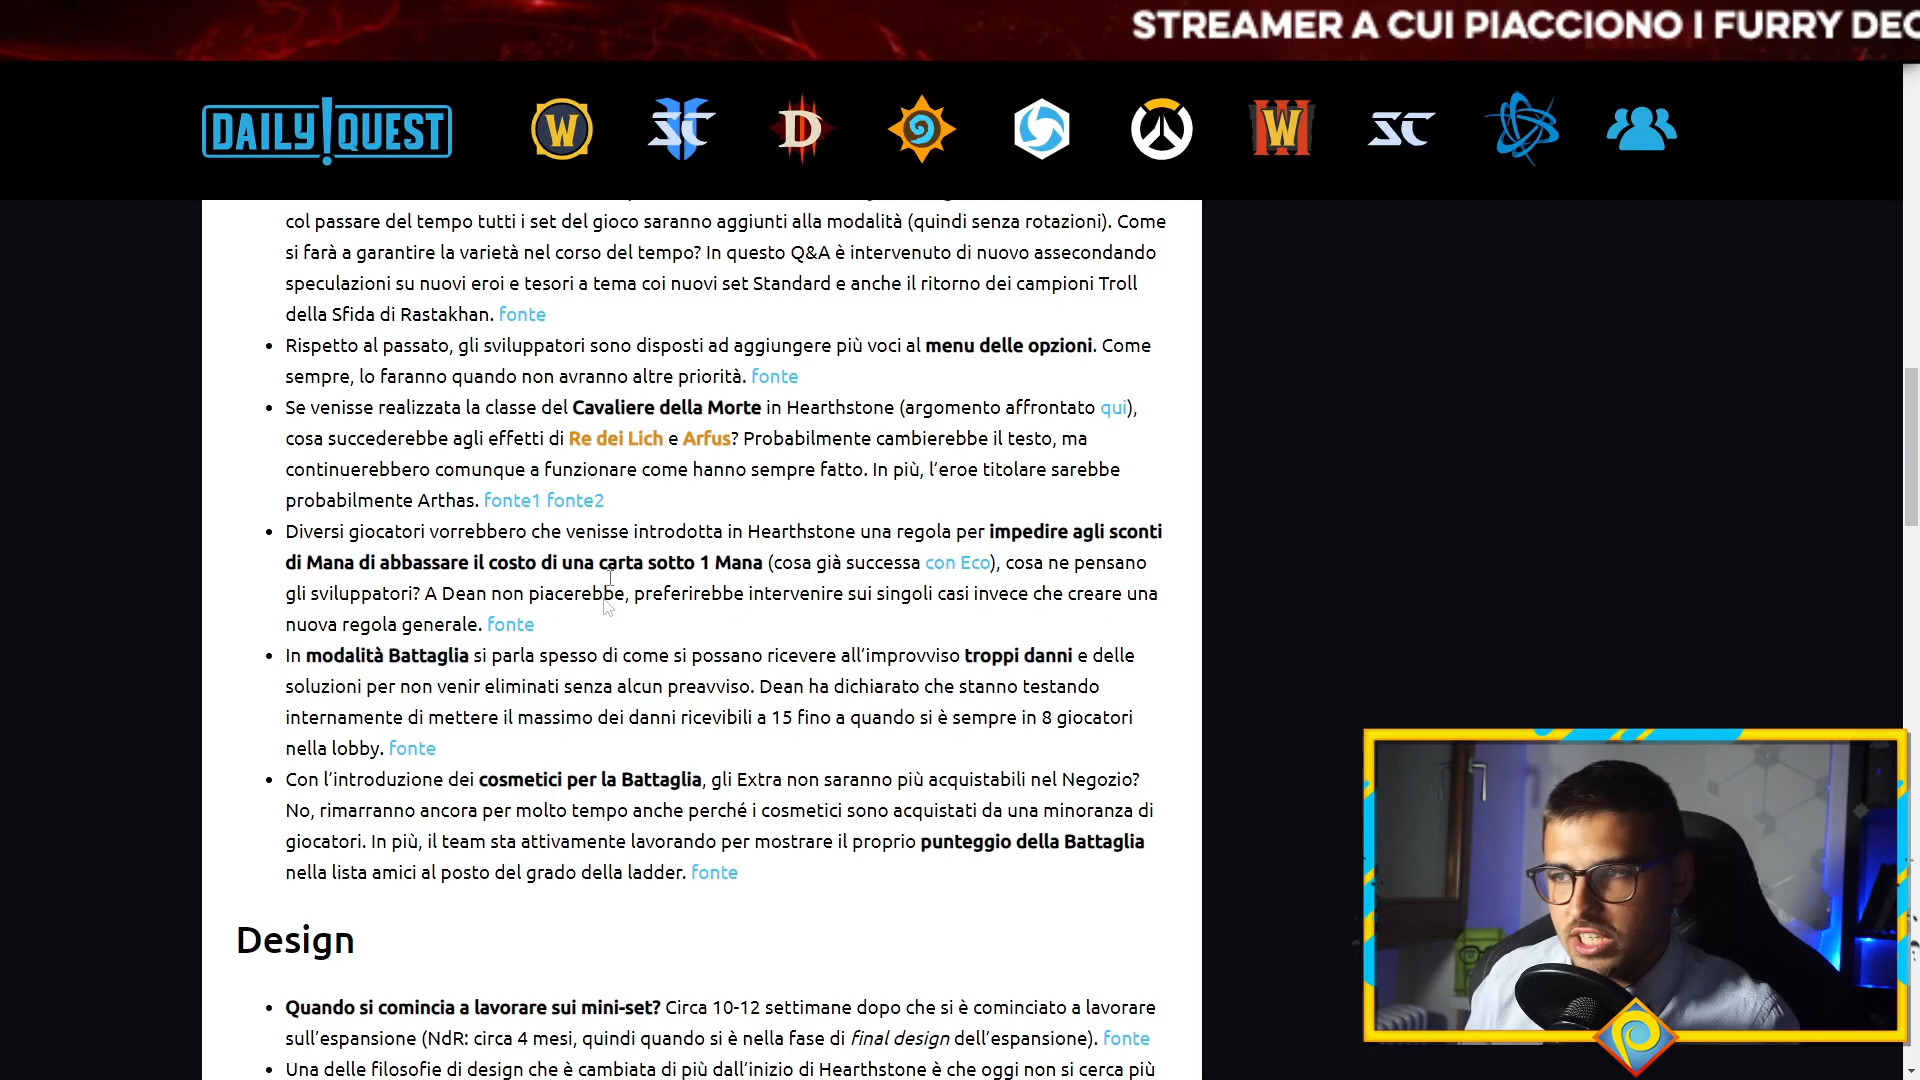 STREAMER A CUI PIACCIONO I FURRY DEC
DAILY ! QUEST
col passare del tempo tutti i set del gioco saranno aggiunti alla modalità (quindi senza rotazioni). Come
si farà a garantire la varietà nel corso del tempo? In questo Q&A è intervenuto di nuovo assecondando
speculazioni su nuovi eroi e tesori a tema coi nuovi set Standard e anche il ritorno dei campioni Troll
della Sfida di Rastakhan. fonte
Rispetto al passato, gli sviluppatori sono disposti ad aggiungere più voci al menu delle opzioni. Come
sempre, lo faranno quando non avranno altre priorità. fonte
Se venisse realizzata la classe del Cavaliere della Morte in Hearthstone (argomento affrontato qui),
cosa succederebbe agli effetti di Re dei Lich e Arfus? Probabilmente cambierebbe il testo, ma
continuerebbero comunque a funzionare come hanno sempre fatto. In più, l'eroe titolare sarebbe
probabilmente Arthas. fonte1 fonte2
Diversi giocatori vorrebbero che venisse introdotta in Hearthstone una regola per impedire agli sconti
di Mana di abbassare il costo di una carta sotto 1 Mana (cosa già successa con Eco), cosa ne pensano
gli sviluppatori? A Dean non piacerebbe, preferirebbe intervenire sui singoli casi invece che creare una
nuova regola generale. fonte
In modalità Battaglia si parla spesso di come si possano ricevere all'improvviso troppi danni e delle
soluzioni per non venir eliminati senza alcun preavviso. Dean ha dichiarato che stanno testando
internamente di mettere il massimo dei danni ricevibili a 15 fino a quando si è sempre in 8 giocatori
nella lobby. fonte
Con l'introduzione dei cosmetici per la Battaglia, gli Extra non saranno più acquistabili nel Negozio?
No, rimarranno ancora per molto tempo anche perché i cosmetici sono acquistati da una minoranza di
giocatori. In più, il team sta attivamente lavorando per mostrare il proprio punteggio della Battaglia
nella lista amici al posto del grado della ladder. fonte
Design
Quando si comincia a lavorare sui mini-set? Circa 10-12 settimane dopo che si è cominciato a lavorare
sull'espansione (NdR: circa 4 mesi, quindi quando si è nella fase di final design dell'espansione). fonte
Una delle filosofie di design che è cambiata di più dall'inizio di Hearthstone è che oggi non si cerca più